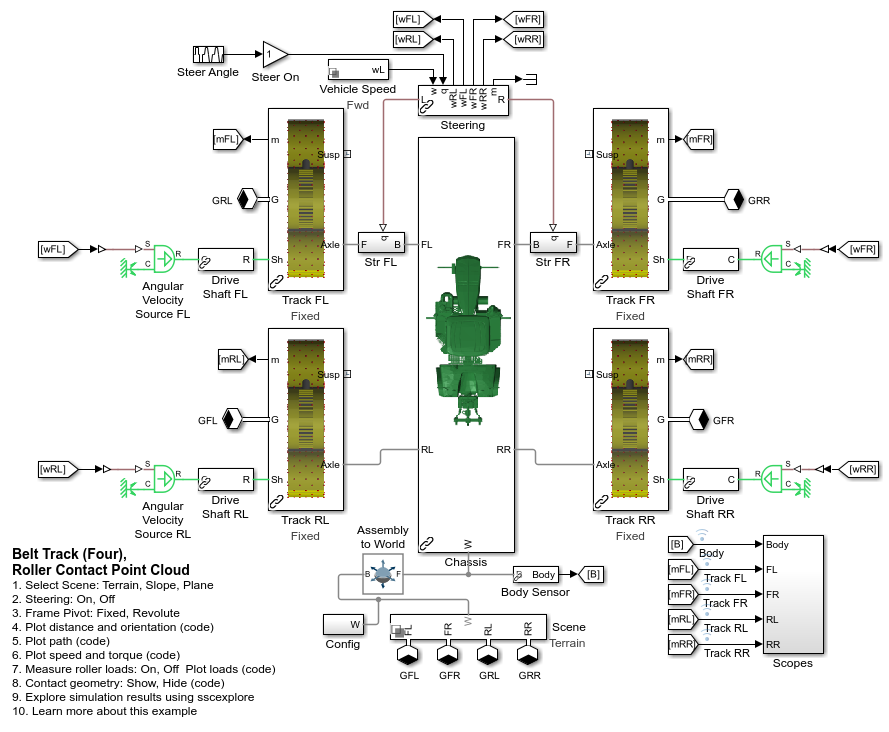 [wFL]
[wFR]
[wRL]
[wRR]
Steer Angle
1
Steer On
wL
Vehicle Speed
Fwd
w
q
wRL
wFL
wFR
wRR
m
L
R
Steering
[mFL]
m
Susp
GRL
G
[wFL]
S
C
R
Angular
Velocity
Source FL
C
R
Drive
Shaft FL
Axle
Sh
Track FL
Fixed
q
F
B
Str FL
FL
FR
q
B
F
Str FR
Susp
m
[mFR]
G
GRR
Axle
Sh
Track FR
Fixed
C
Drive
Shaft FR
R
S
C
[wFR]
[mRL]
m
Susp
GFL
G
[wRL]
S
C
R
Angular
Velocity
Source RL
C
R
Drive
Shaft RL
Axle
Sh
Track RL
Fixed
RL
RR
W
Chassis
Susp
m
[mRR]
G
GFR
Axle
Sh
Track RR
Fixed
C
Drive
Shaft RR
R
S
C
[wRR]
Assembly
to World
B
F
Body
Body Sensor
[B]
W
Config
W
FL
FR
RL
RR
Scene
Terrain
GFL
GFR
GRL
GRR
[B]
Body
Body
[mFL]
Track FL
FL
[mFR]
Track FR
FR
[mRL]
Track RL
RL
[mRR]
Track RR
RR
Scopes
Belt Track (Four),
Roller Contact Point Cloud
1. Select Scene: Terrain, Slope, Plane
2. Steering: On, Off
3. Frame Pivot: Fixed, Revolute
4. Plot distance and orientation (code)
5. Plot path (code)
6. Plot speed and torque (code)
7. Measure roller loads: On, Off  Plot loads (code)
8. Contact geometry: Show, Hide (code)
9. Explore simulation results using sscexplore
10. Learn more about this example